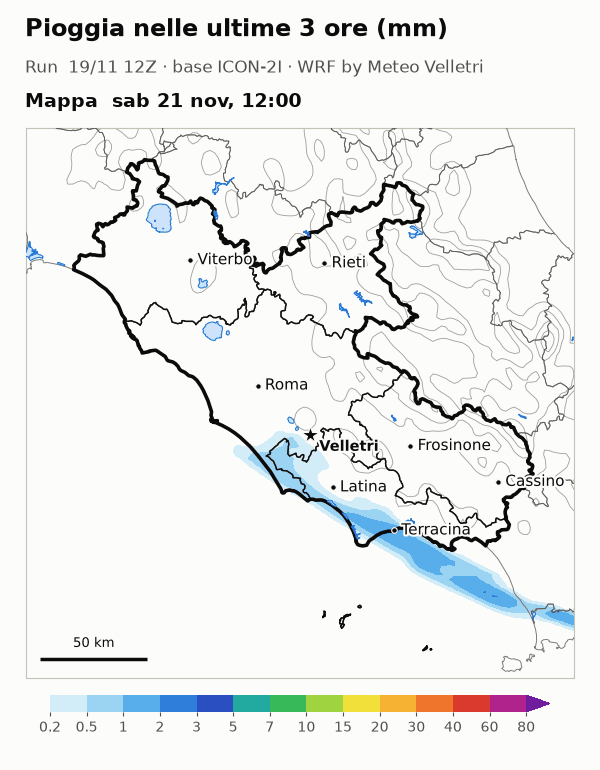 Pioggia nelle ultime 3 ore (mm)
Run 19/11 12Z · base ICON-2I · WRF by Meteo Velletri
Mappa sab 21 nov, 12:00
Viterbo
Rieti
Roma
Velletri
Frosinone
Cassino
Latina
Terracina
50 km
0.2 0.5 1 2 3 5 7 10 15 20 30 40 60 80